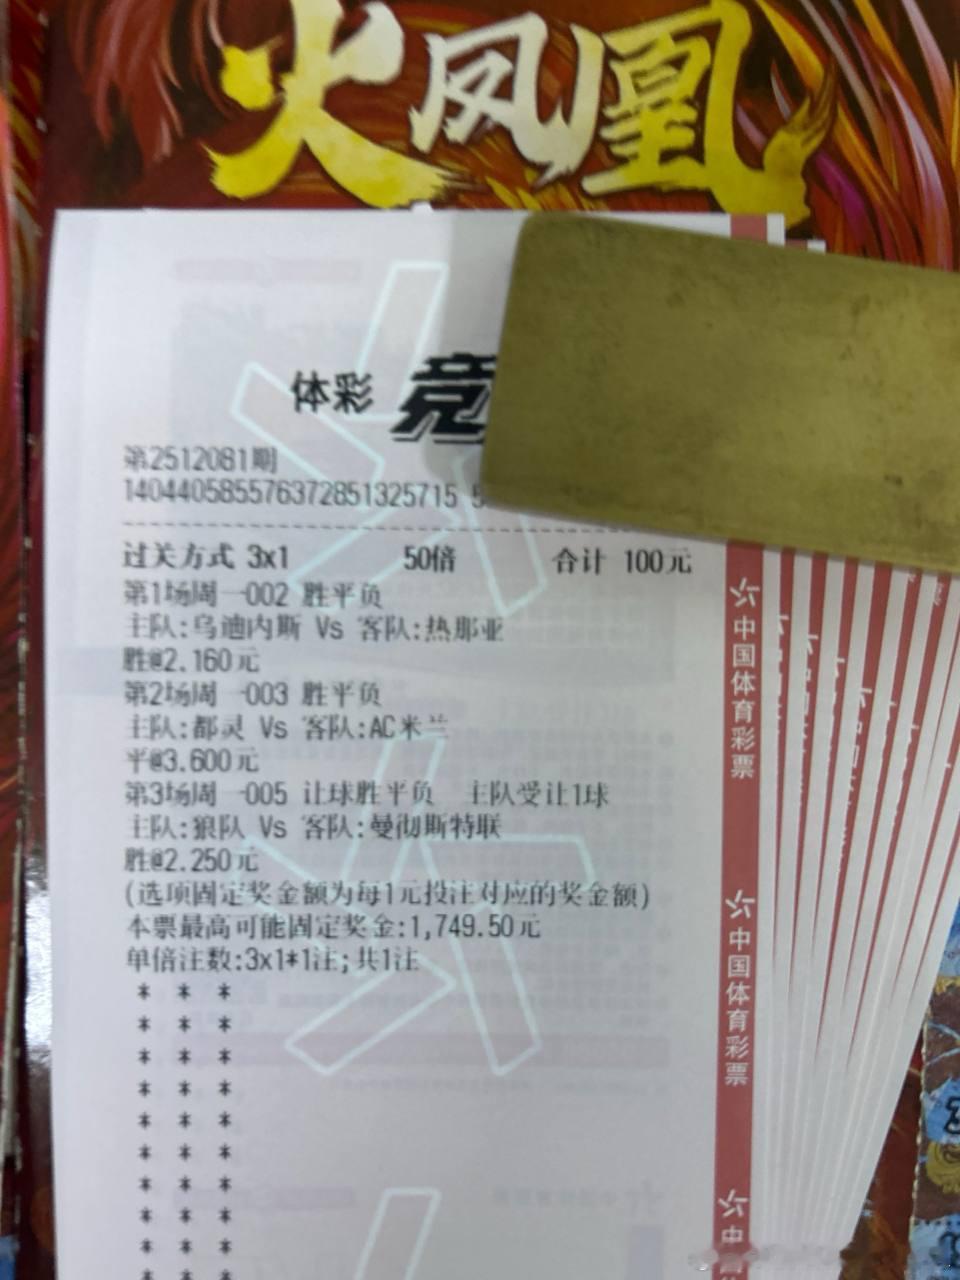 火凤凰
体彩 竞
第2512081期
140440585576372851325715 5
过关方式 3x1 50倍 合计 100元
第1场周一002 胜平负
主队:乌迪内斯 Vs 客队:热那亚
胜@2.160元
第2场周一003 胜平负
主队:都灵 Vs 客队:AC米兰
平@3.600元
第3场周一005 让球胜平负 主队受让1球
主队:狼队 Vs 客队:曼彻斯特联
胜@2.250元
(选项固定奖金额为每1元投注对应的奖金额)
本票最高可能固定奖金:1,749.50元
单倍注数:3x1*1注;共1注
* * *
* * *
* * *
* * *
* * *
* * *
* * *
* * *
* * *
* * *
中国体育彩票
中国体育彩票
中国